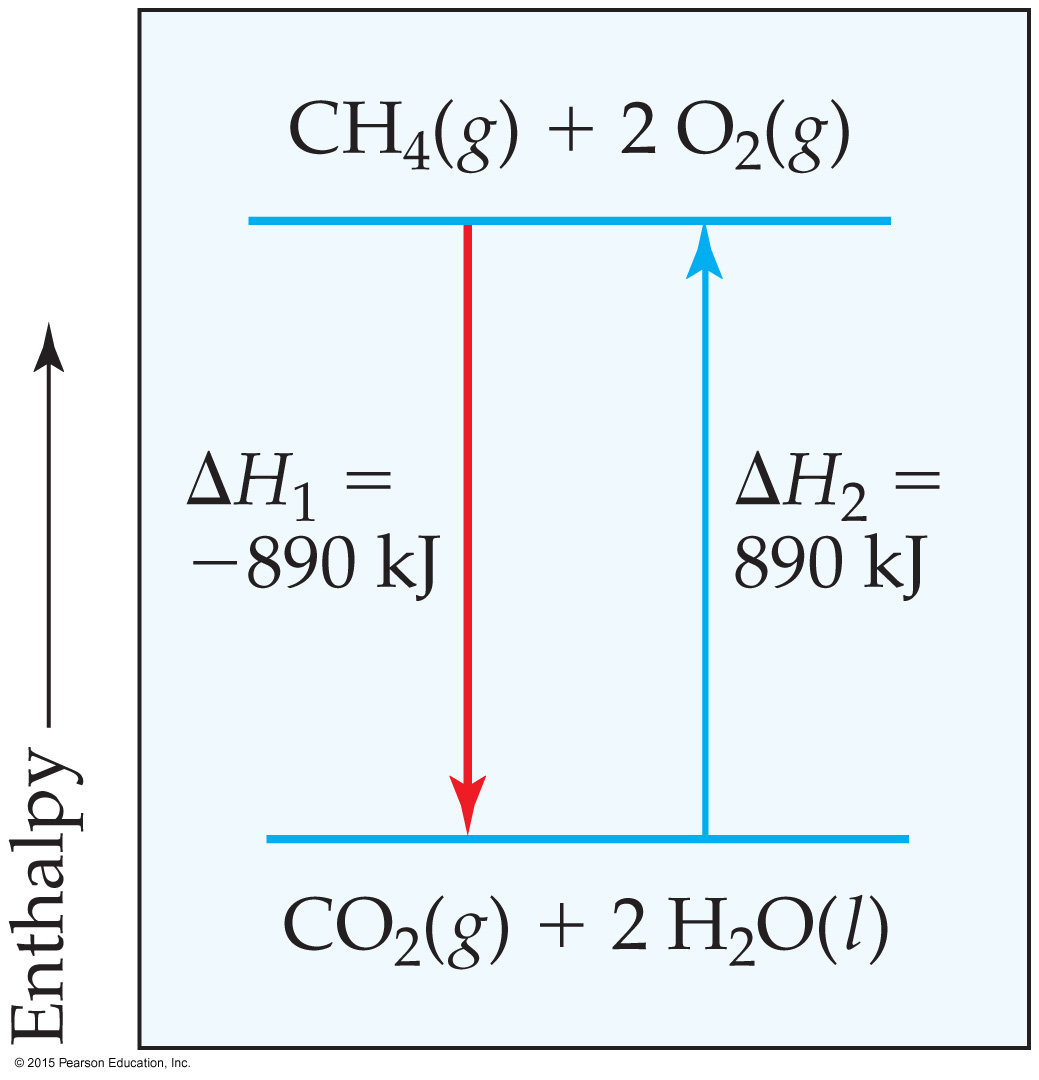 CH₄(g) + 2 O₂(g)
ΔH₁ =
−890 kJ
ΔH₂ =
890 kJ
CO₂(g) + 2 H₂O(l)
Enthalpy
© 2015 Pearson Education, Inc.